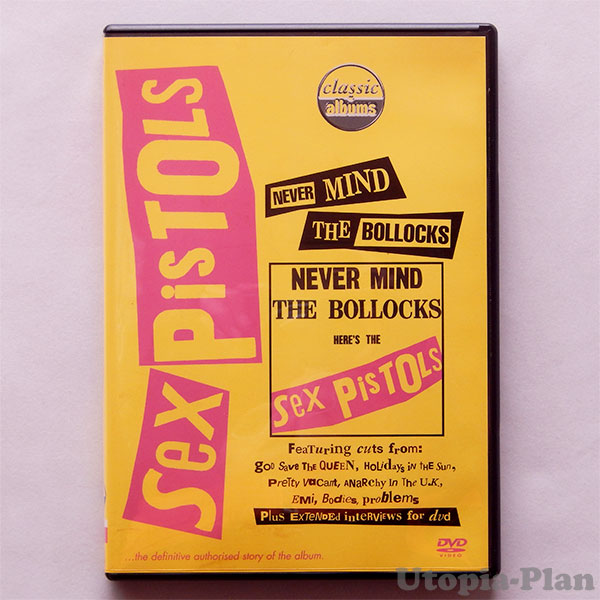 SEX PisTOLS
classic
albums
NEVER MIND
THE BOLLOCKS
NEVER MIND
THE BOLLOCKS
HERE'S THE
Sex PisTOLS
FeaTuring cuts from:
goD Save The QUEEN, HOLidays iN tHE Sun,
PreTTy VaCant, ANarchy In The U.K,
EMi, Bodies, problems
Plus EXTENDED interviews for dvd
...the definitive authorised story of the album.
DVD
VIDEO
Utopia-Plan